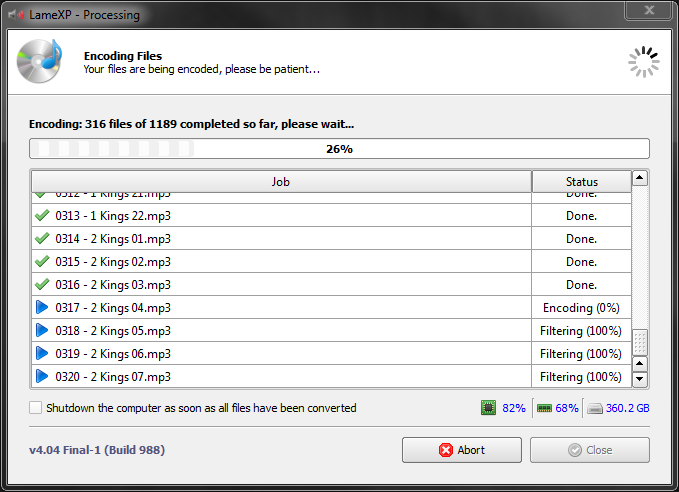 LameXP - Processing
Encoding Files
Your files are being encoded, please be patient...
Encoding: 316 files of 1189 completed so far, please wait...
26%
Job Status
0312 - 1 Kings 21.mp3 Done.
0313 - 1 Kings 22.mp3 Done.
0314 - 2 Kings 01.mp3 Done.
0315 - 2 Kings 02.mp3 Done.
0316 - 2 Kings 03.mp3 Done.
0317 - 2 Kings 04.mp3 Encoding (0%)
0318 - 2 Kings 05.mp3 Filtering (100%)
0319 - 2 Kings 06.mp3 Filtering (100%)
0320 - 2 Kings 07.mp3 Filtering (100%)
Shutdown the computer as soon as all files have been converted 82% 68% 360.2 GB
v4.04 Final-1 (Build 988) Abort Close